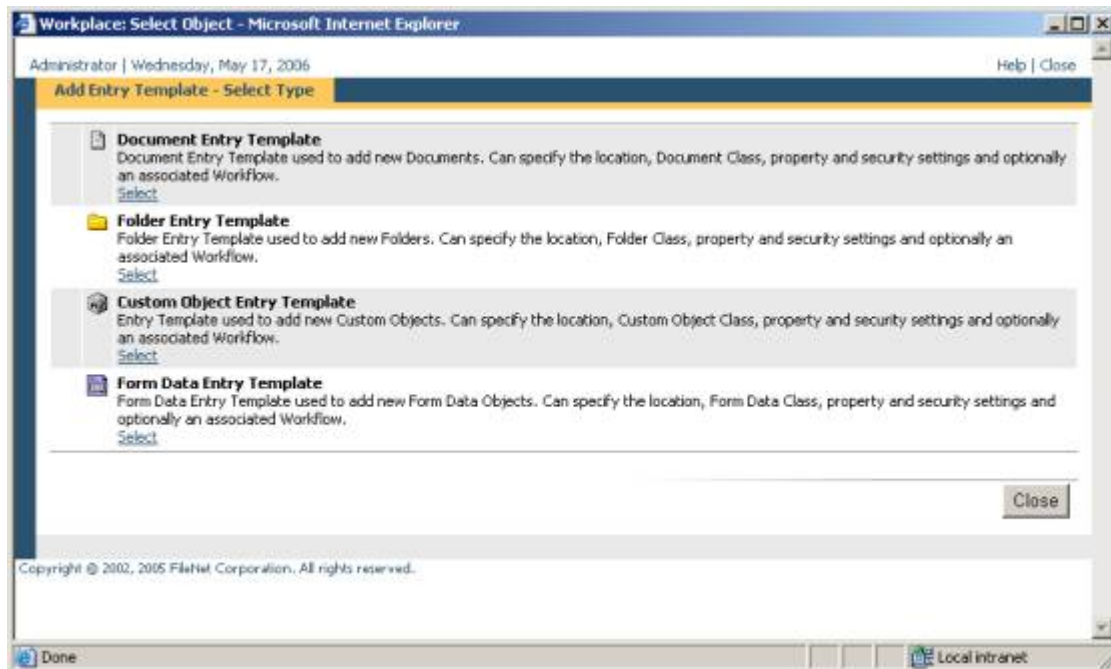 Workplace: Select Object - Microsoft Internet Explorer
Administrator | Wednesday, May 17, 2006
Help | Close
Add Entry Template - Select Type
Document Entry Template
Document Entry Template used to add new Documents. Can specify the location, Document Class, property and security settings and optionally
an associated Workflow.
Select
Folder Entry Template
Folder Entry Template used to add new Folders. Can specify the location, Folder Class, property and security settings and optionally an
associated Workflow.
Select
Custom Object Entry Template
Entry Template used to add new Custom Objects. Can specify the location, Custom Object Class, property and security settings and optionally
an associated Workflow.
Select
Form Data Entry Template
Form Data Entry Template used to add new Form Data Objects. Can specify the location, Form Data Class, property and security settings and
optionally an associated Workflow.
Select
Close
Copyright © 2002, 2005 FileNet Corporation. All rights reserved.
Done
Local intranet